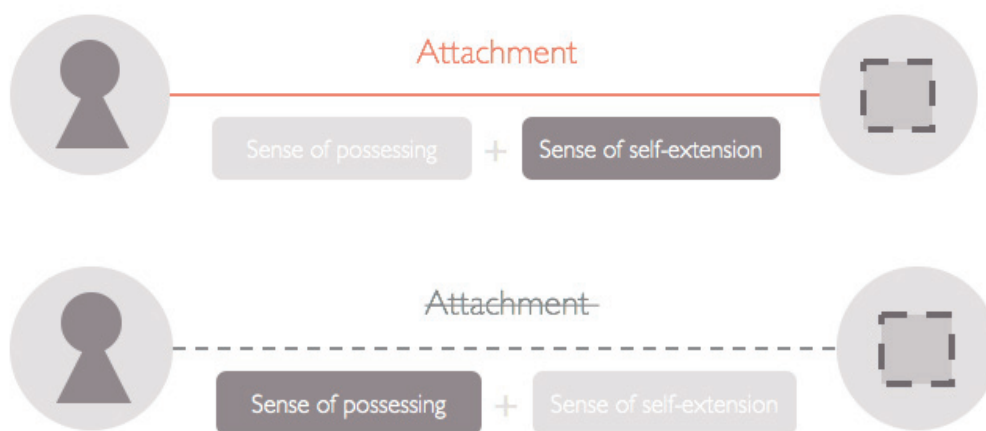 Attachment
Sense of possessing + Sense of self-extension
Attachment
Sense of possessing + Sense of self-extension